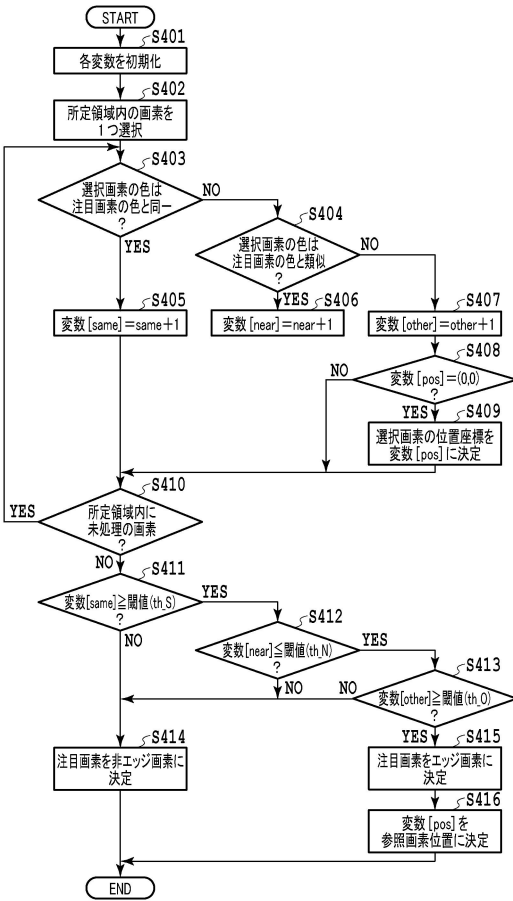 START
S401
各変数を初期化
S402
所定領域内の画素を
1つ選択
S403
選択画素の色は
注目画素の色と同一
?
NO
YES
S404
選択画素の色は
注目画素の色と類似
?
NO
YES
S405
変数[same]=same+1
S406
変数[near]=near+1
S407
変数[other]=other+1
S408
変数[pos]=(0,0)
?
NO
YES
S409
選択画素の位置座標を
変数[pos]に決定
S410
所定領域内に
未処理の画素
?
YES
NO
S411
変数[same]≧閾値(th_S)
?
YES
NO
S412
変数[near]≦閾値(th_N)
?
YES
NO
S413
変数[other]≧閾値(th_O)
?
NO
YES
S414
注目画素を非エッジ画素に
決定
S415
注目画素をエッジ画素に
決定
S416
変数[pos]を
参照画素位置に決定
END